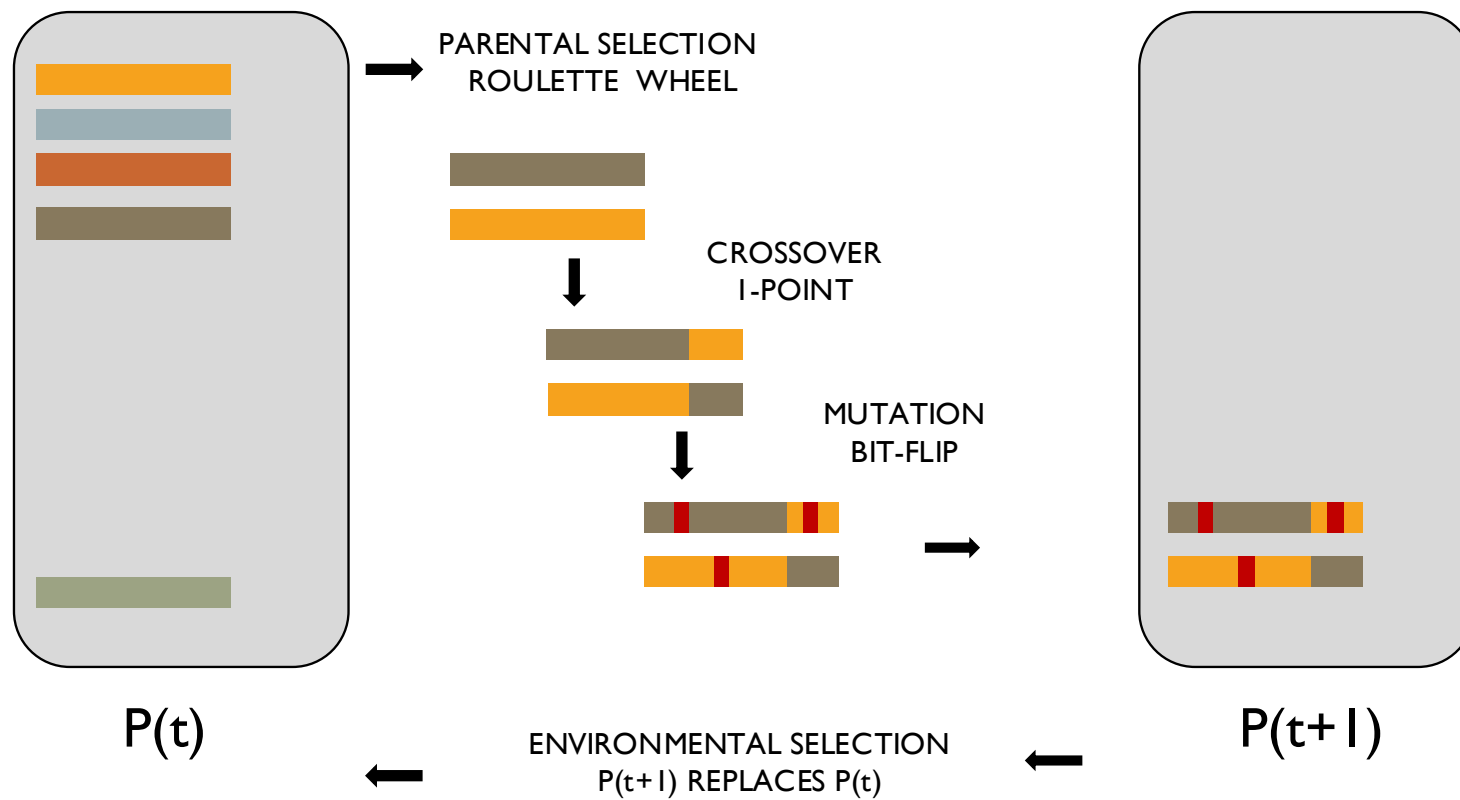 PARENTAL SELECTION
ROULETTE WHEEL
CROSSOVER
1-POINT
MUTATION
BIT-FLIP
P(t)
P(t+1)
ENVIRONMENTAL SELECTION
P(t+1) REPLACES P(t)